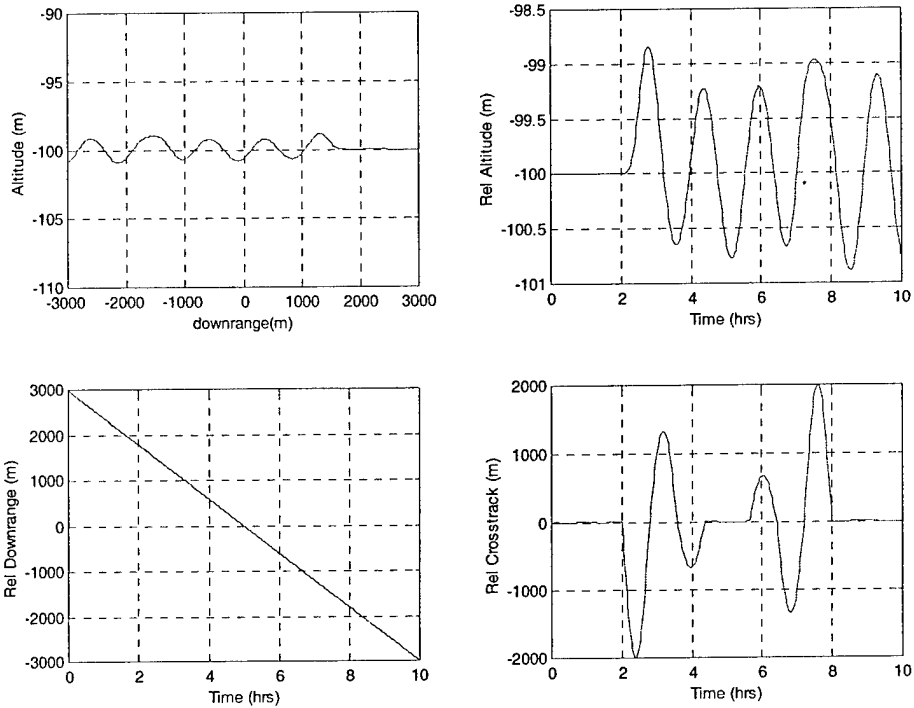 -90
-95
-100
-105
-110
Altitude (m)
-3000 -2000 -1000 0 1000 2000 3000
downrange(m)
-98.5
-99
-99.5
-100
-100.5
-101
Rel Altitude (m)
0 2 4 6 8 10
Time (hrs)
3000
2000
1000
0
-1000
-2000
-3000
Rel Downrange (m)
0 2 4 6 8 10
Time (hrs)
2000
1000
0
-1000
-2000
Rel Crosstrack (m)
0 2 4 6 8 10
Time (hrs)